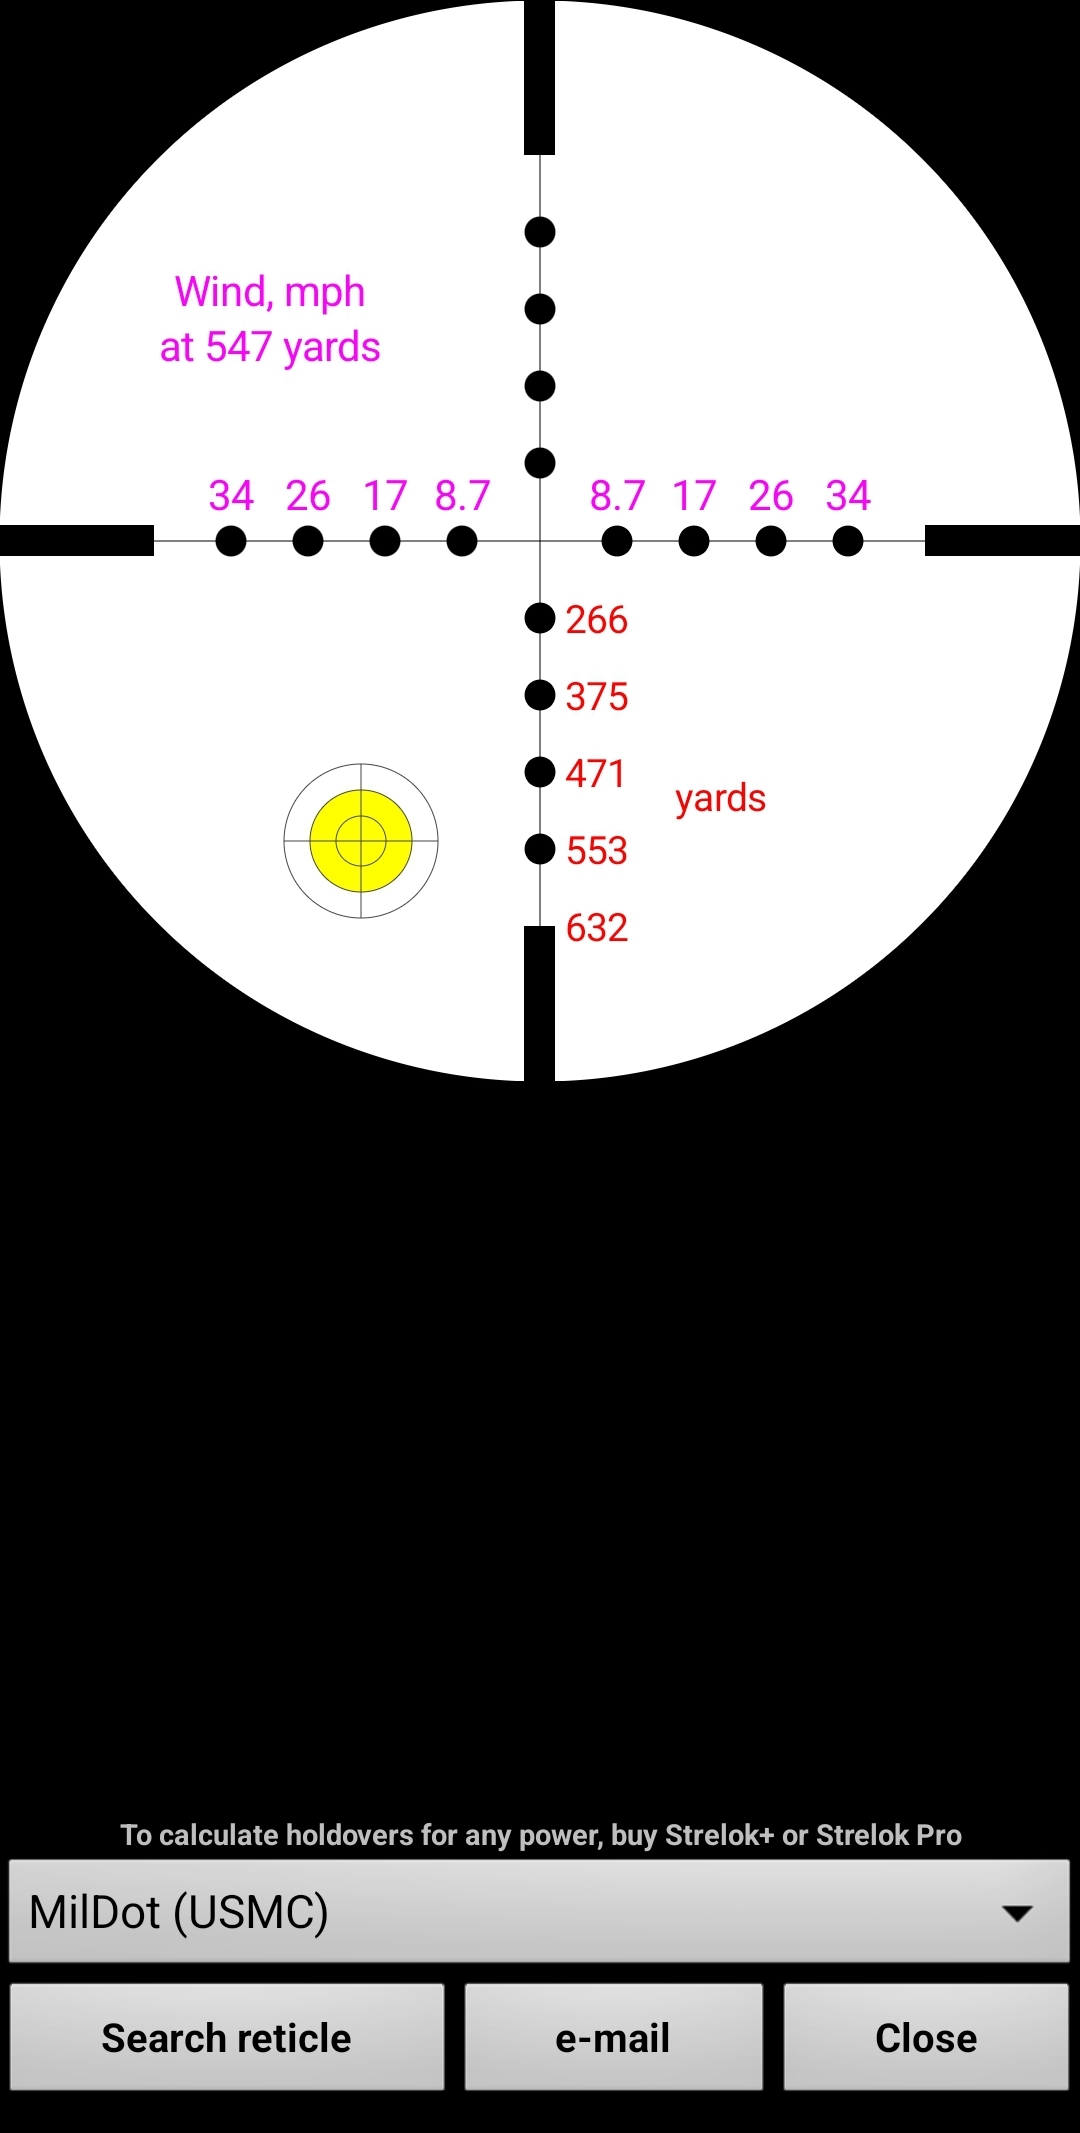 Wind, mph
at 547 yards
34 26 17 8.7 8.7 17 26 34
266
375
471
yards
553
632
To calculate holdovers for any power, buy Strelok+ or Strelok Pro
MilDot (USMC)
Search reticle e-mail Close